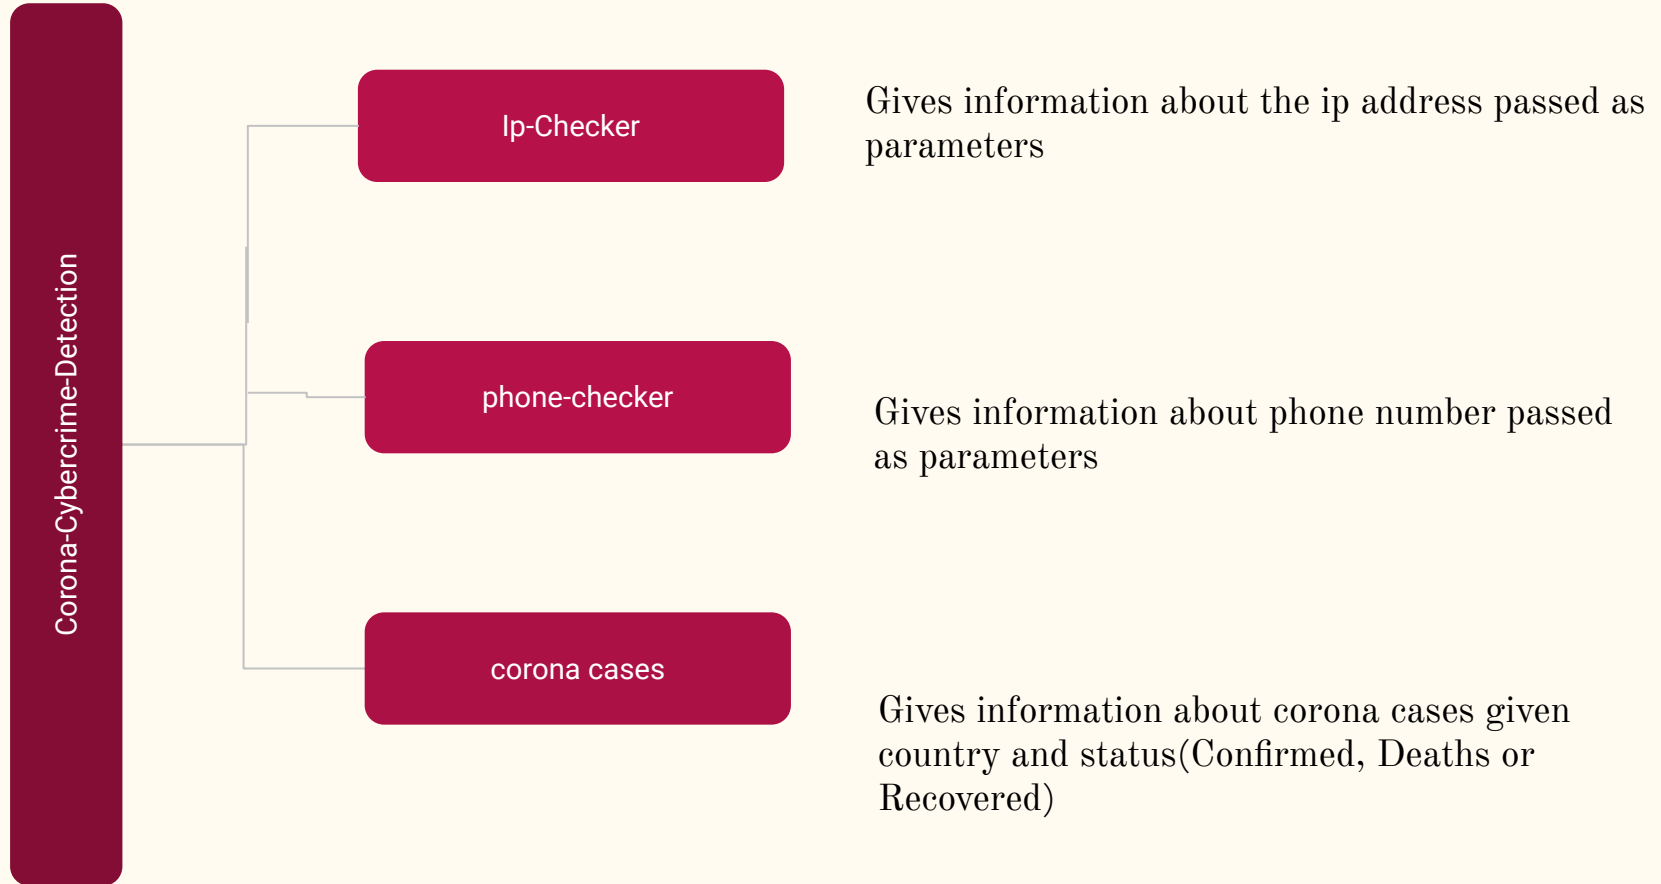 Corona-Cybercrime-Detection
Ip-Checker
Gives information about the ip address passed as
parameters
phone-checker
Gives information about phone number passed
as parameters
corona cases
Gives information about corona cases given
country and status(Confirmed, Deaths or
Recovered)